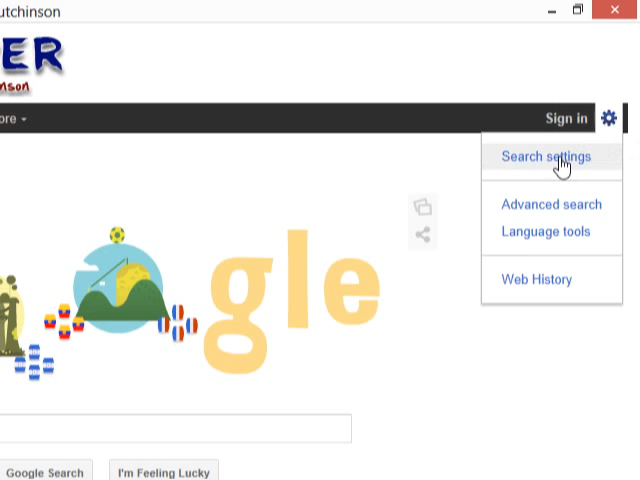 utchinson
ER
nson
ore
Sign in
Search settings
Advanced search
Language tools
Web History
gle
Google Search
I'm Feeling Lucky